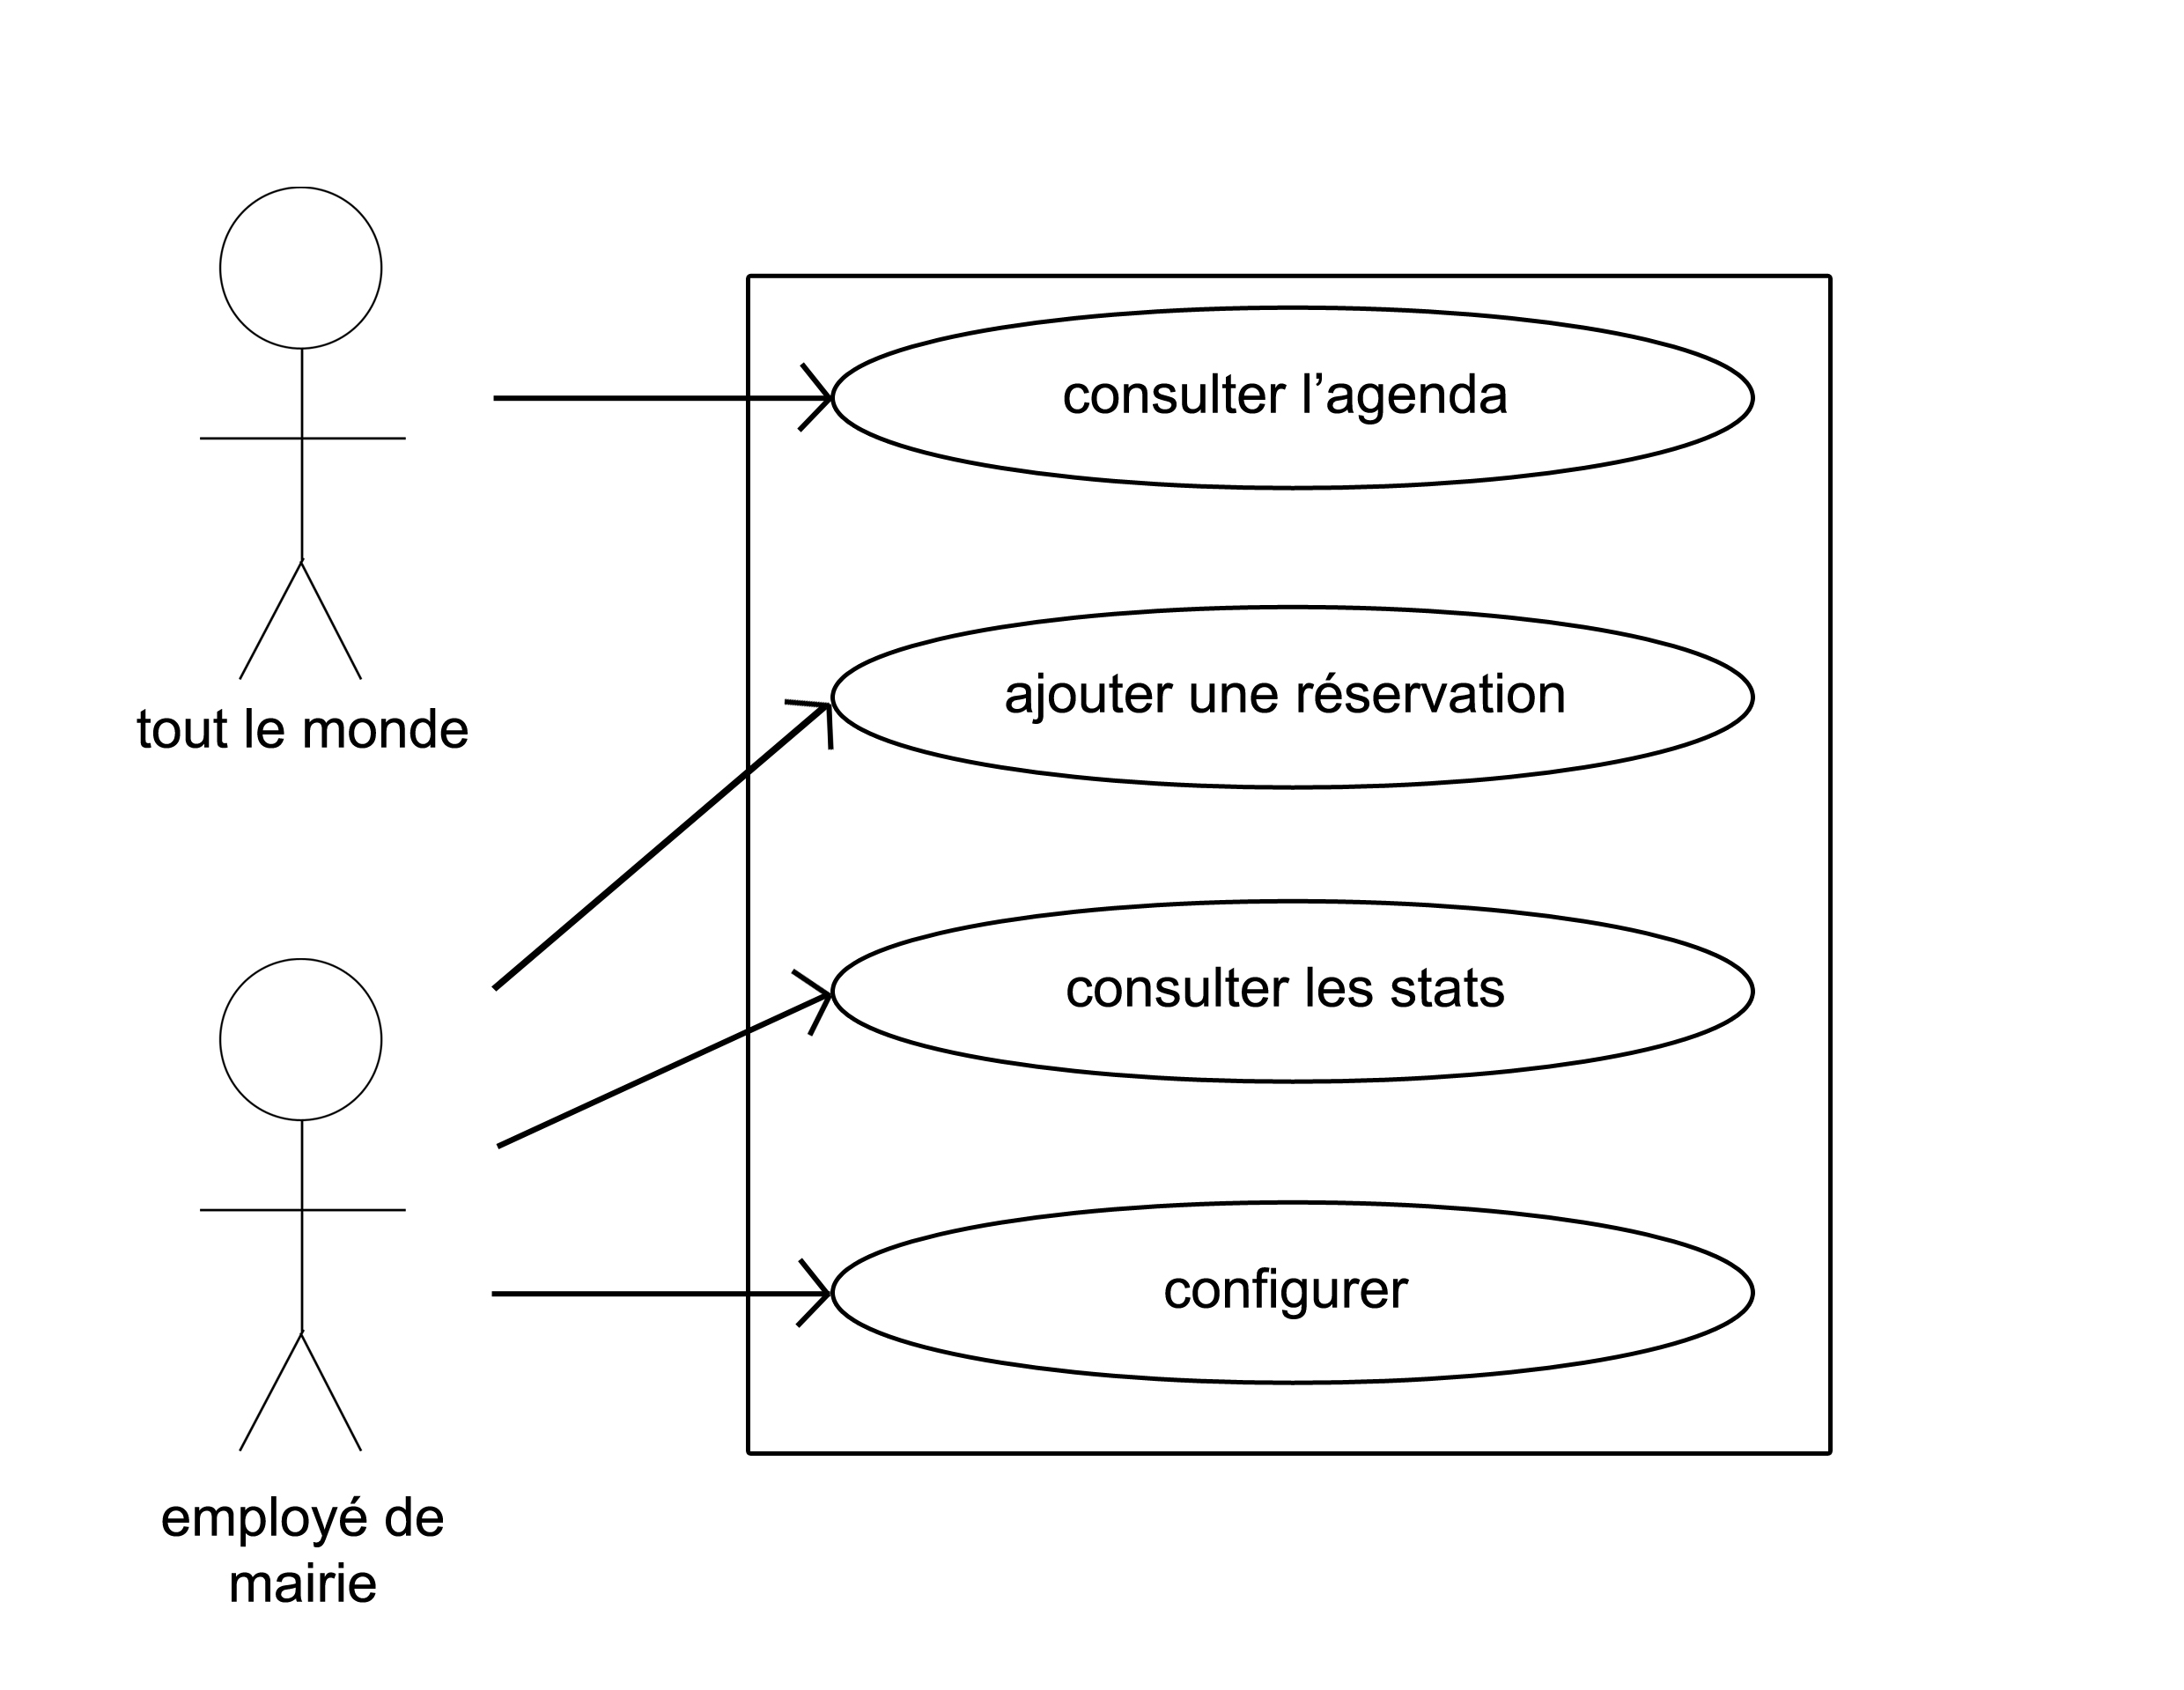 consulter l’agenda
ajouter une réservation
tout le monde
consulter les stats
configurer
employé de
mairie